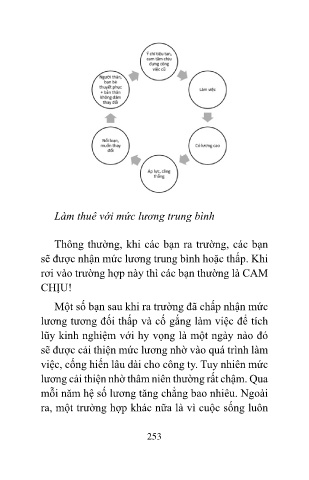 Ý chí tiêu tan,
cam tâm chịu
đựng công
việc cũ
Làm việc
Có lương cao
Áp lực, căng
thẳng
Nổi loạn,
muốn thay
đổi
Người thân,
bạn bè
thuyết phục
+ bản thân
không dám
thay đổi
Làm thuê với mức lương trung bình
Thông thường, khi các bạn ra trường, các bạn
sẽ được nhận mức lương trung bình hoặc thấp. Khi
rơi vào trường hợp này thì các bạn thường là CAM
CHỊU!
Một số bạn sau khi ra trường đã chấp nhận mức
lương tương đối thấp và cố gắng làm việc để tích
lũy kinh nghiệm với hy vọng là một ngày nào đó
sẽ được cải thiện mức lương nhờ vào quá trình làm
việc, cống hiến lâu dài cho công ty. Tuy nhiên mức
lương cải thiện nhờ thâm niên thường rất chậm. Qua
mỗi năm hệ số lương tăng chẳng bao nhiêu. Ngoài
ra, một trường hợp khác nữa là vì cuộc sống luôn
253